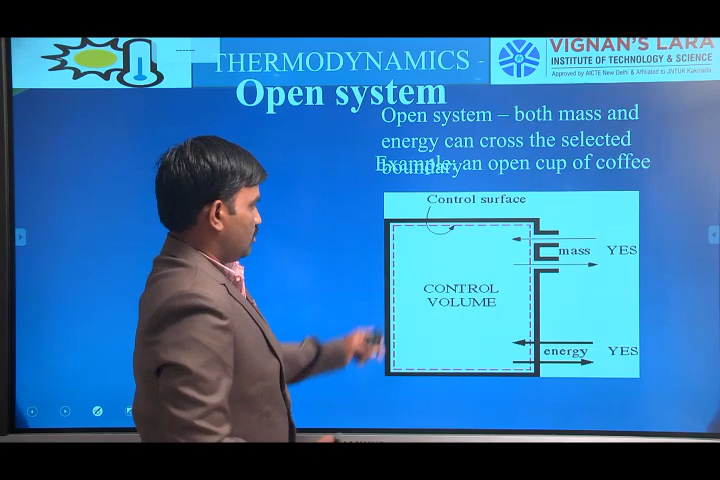 THERMODYNAMICS -
Open system
VIGNAN'S LARA
INSTITUTE OF TECHNOLOGY & SCIENCE
Approved by AICTE New Delhi & Affiliated to JNTUK Kakinada
Open system – both mass and
energy can cross the selected
boundary
Example: an open cup of coffee
Control surface
mass YES
CONTROL
VOLUME
energy YES